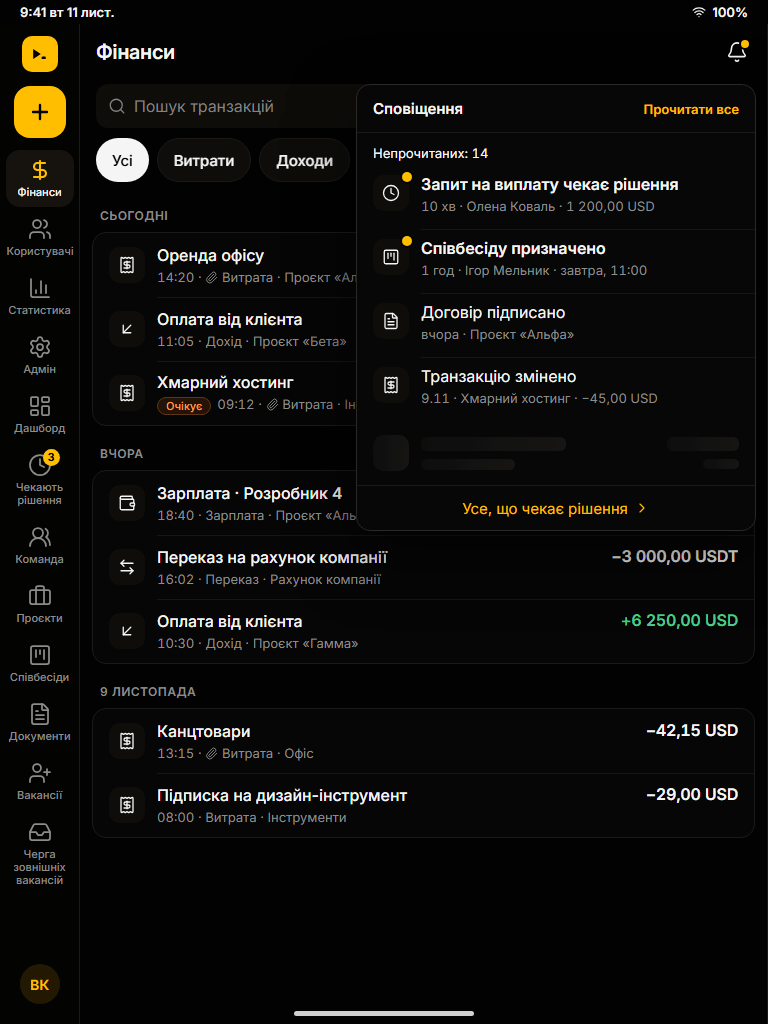 9:41 вт 11 лист.
100%
Фінанси
Пошук транзакцій
Усі
Витрати
Доходи
Фінанси
Користувачі
Статистика
Адмін
Дашборд
3
Чекають
рішення
Команда
Проєкти
Співбесіди
Документи
Вакансії
Черга
зовнішніх
вакансій
ВК
СЬОГОДНІ
Оренда офісу
14:20 · Витрата · Проєкт «Ал
Оплата від клієнта
11:05 · Дохід · Проєкт «Бета»
Хмарний хостинг
Очікує 09:12 · Витрата · Ін
ВЧОРА
Зарплата · Розробник 4
18:40 · Зарплата · Проєкт «Аль
Переказ на рахунок компанії
−3 000,00 USDT
16:02 · Переказ · Рахунок компанії
Оплата від клієнта
+6 250,00 USD
10:30 · Дохід · Проєкт «Гамма»
9 ЛИСТОПАДА
Канцтовари
−42,15 USD
13:15 · Витрата · Офіс
Підписка на дизайн-інструмент
−29,00 USD
08:00 · Витрата · Інструменти
Сповіщення
Прочитати все
Непрочитаних: 14
Запит на виплату чекає рішення
10 хв · Олена Коваль · 1 200,00 USD
Співбесіду призначено
1 год · Ігор Мельник · завтра, 11:00
Договір підписано
вчора · Проєкт «Альфа»
Транзакцію змінено
9.11 · Хмарний хостинг · −45,00 USD
Усе, що чекає рішення